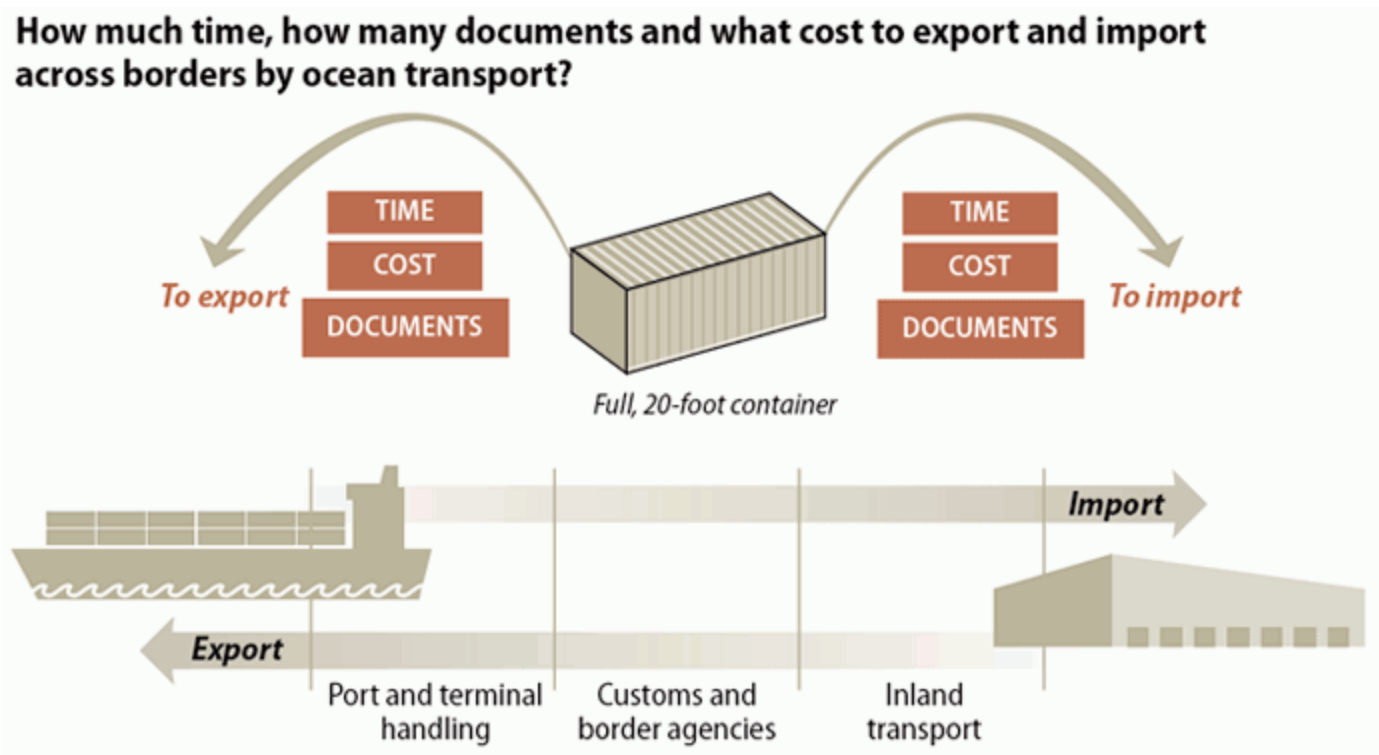 How much time, how many documents and what cost to export and import
across borders by ocean transport?
TIME
COST
DOCUMENTS
To export
TIME
COST
DOCUMENTS
To import
Full, 20-foot container
Import
Export
Port and terminal
handling
Customs and
border agencies
Inland
transport